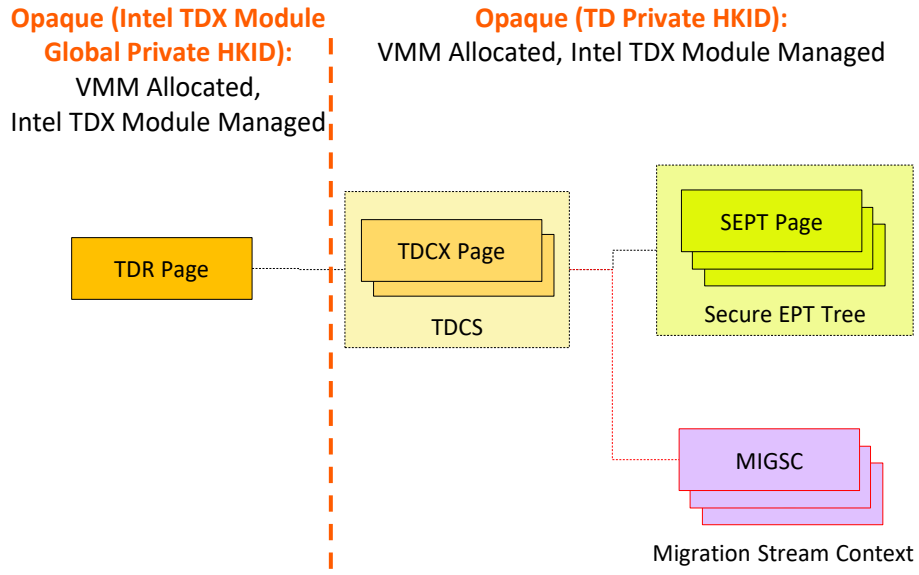 Opaque (Intel TDX Module
Global Private HKID):
VMM Allocated,
Intel TDX Module Managed
Opaque (TD Private HKID):
VMM Allocated, Intel TDX Module Managed
TDR Page
TDCX Page
TDCS
SEPT Page
Secure EPT Tree
MIGSC
Migration Stream Context